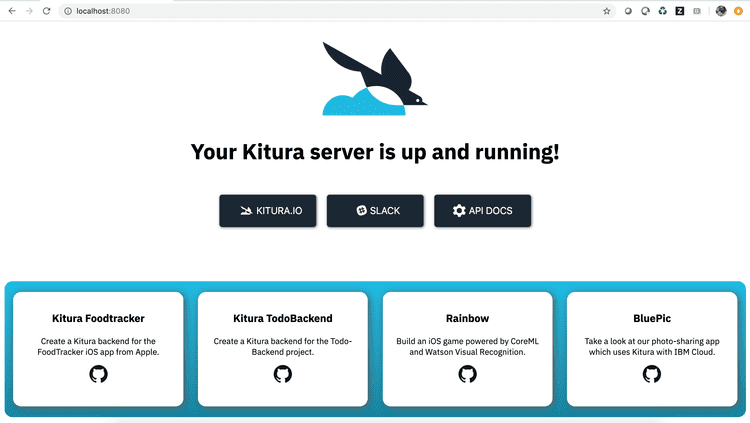 localhost:8080
Your Kitura server is up and running!
KITURA.IO
SLACK
API DOCS
Kitura Foodtracker
Create a Kitura backend for the
FoodTracker iOS app from Apple.
Kitura TodoBackend
Create a Kitura backend for the Todo-
Backend project.
Rainbow
Build an iOS game powered by CoreML
and Watson Visual Recognition.
BluePic
Take a look at our photo-sharing app
which uses Kitura with IBM Cloud.